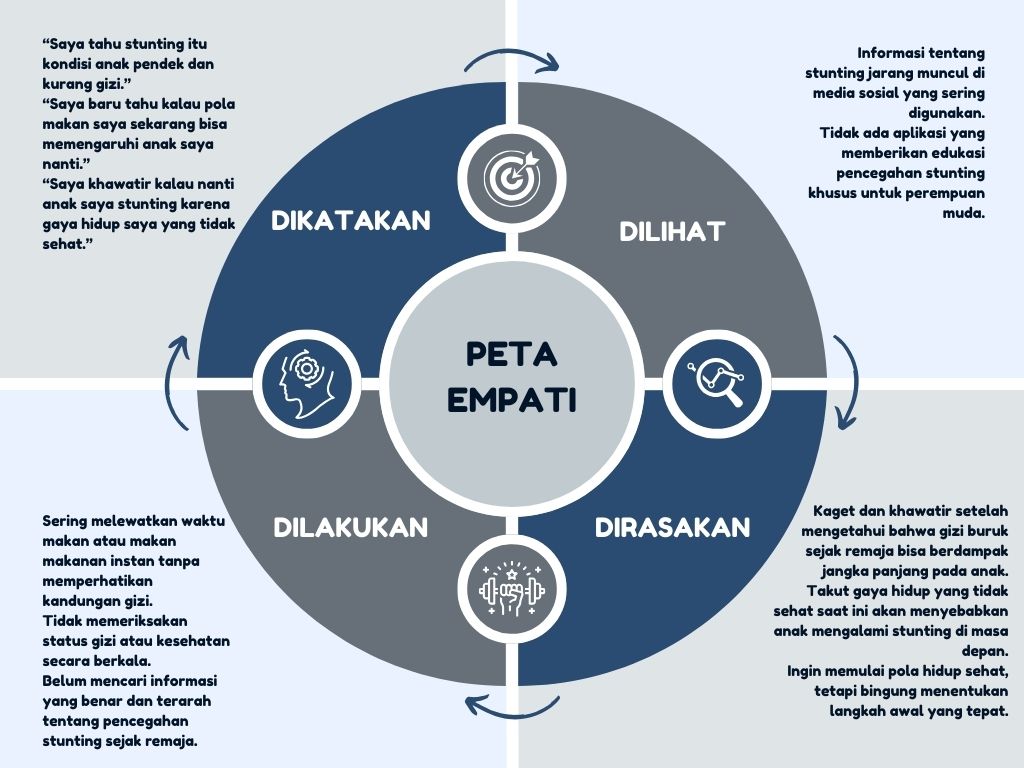 “Saya tahu stunting itu
kondisi anak pendek dan
kurang gizi.”
“Saya baru tahu kalau pola
makan saya sekarang bisa
memengaruhi anak saya
nanti.”
“Saya khawatir kalau nanti
anak saya stunting karena
gaya hidup saya yang tidak
sehat.”
Informasi tentang
stunting jarang muncul di
media sosial yang sering
digunakan.
Tidak ada aplikasi yang
memberikan edukasi
pencegahan stunting
khusus untuk perempuan
muda.
DIKATAKAN
DILIHAT
PETA
EMPATI
DILAKUKAN
DIRASAKAN
Sering melewatkan waktu
makan atau makan
makanan instan tanpa
memperhatikan
kandungan gizi.
Tidak memeriksakan
status gizi atau kesehatan
secara berkala.
Belum mencari informasi
yang benar dan terarah
tentang pencegahan
stunting sejak remaja.
Kaget dan khawatir setelah
mengetahui bahwa gizi buruk
sejak remaja bisa berdampak
jangka panjang pada anak.
Takut gaya hidup yang tidak
sehat saat ini akan menyebabkan
anak mengalami stunting di masa
depan.
Ingin memulai pola hidup sehat,
tetapi bingung menentukan
langkah awal yang tepat.